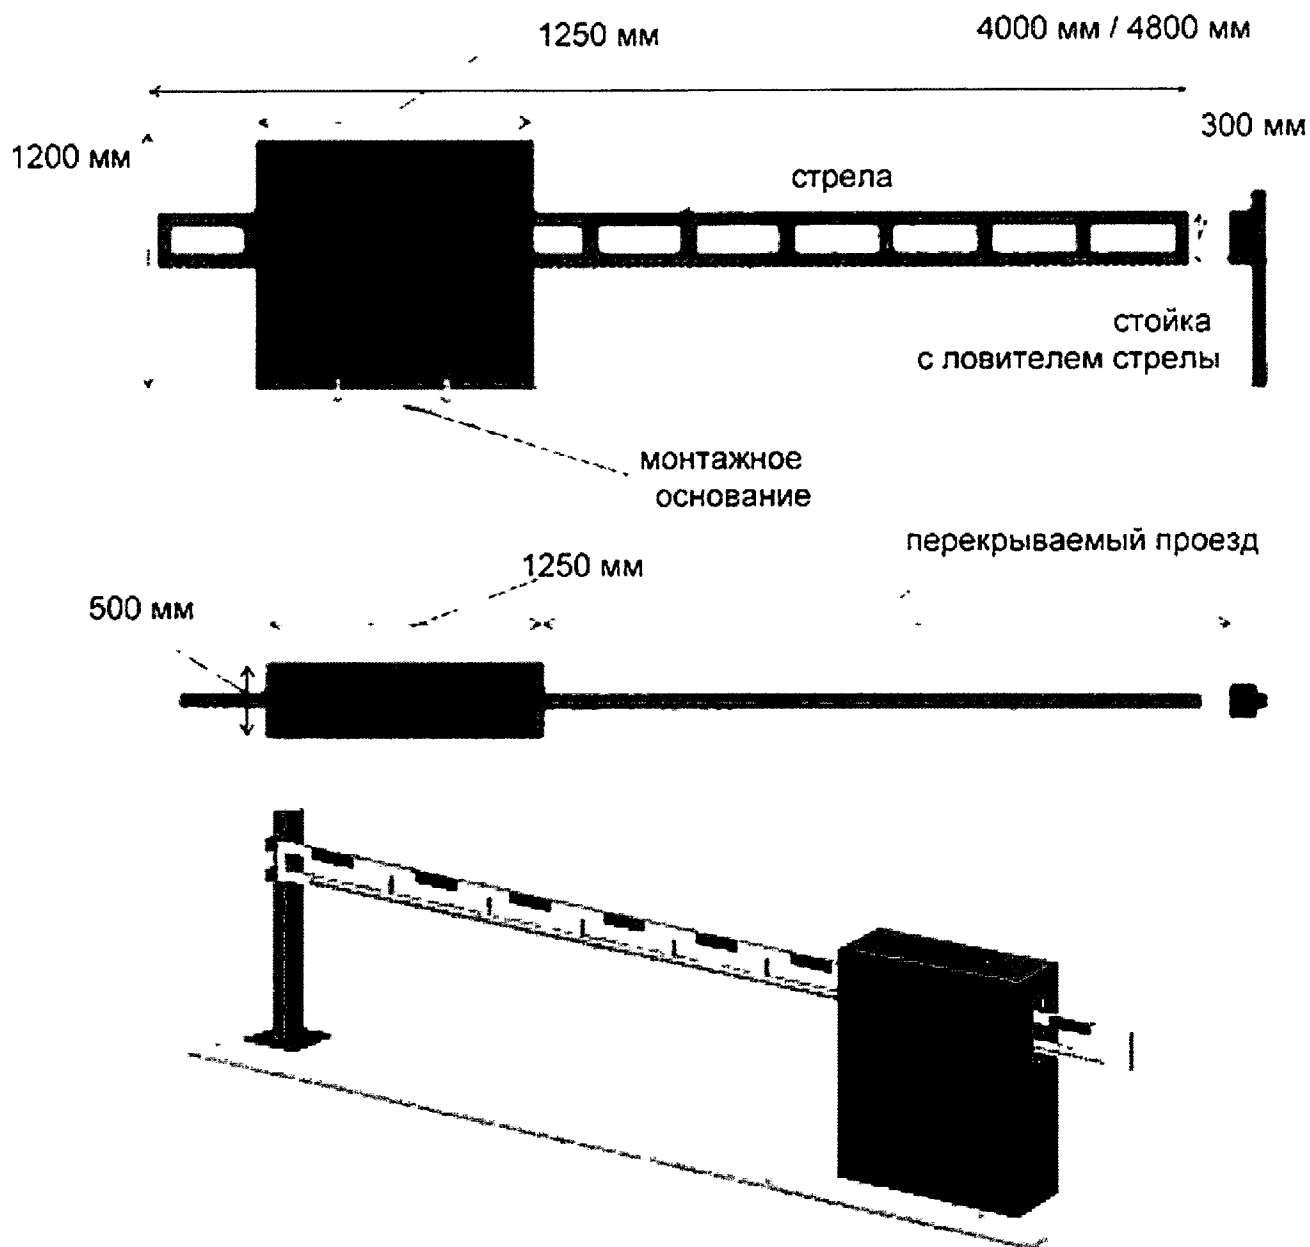 1250 мм
4000 мм / 4800 мм
300 мм
1200 мм
стрела
стойка
с ловителем стрелы
монтажное
основание
перекрываемый проезд
1250 мм
500 мм